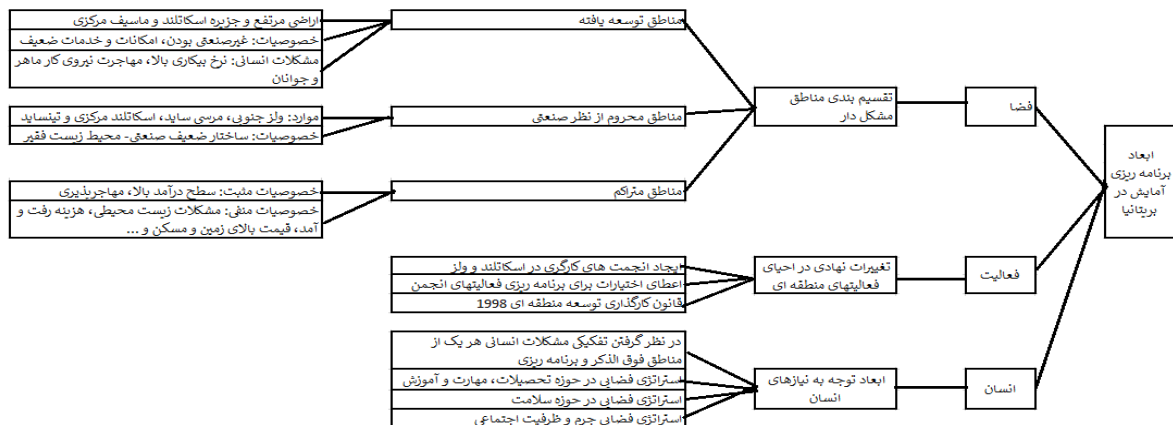 ابعاد
برنامه ریزی
آمایش در
بریتانیا
فضا
تقسیم بندی مناطق
مشکل دار
مناطق توسعه یافته
اراضی مرتفع و جزیره اسکاتلند و ماسیف مرکزی
خصوصیات: غیرصنعتی بودن، امکانات و خدمات ضعیف
مشکلات انسانی: نرخ بیکاری بالا، مهاجرت نیروی کار ماهر
و جوانان
مناطق محروم از نظر صنعتی
موارد: ولز جنوبی، مرسی ساید، اسکاتلند مرکزی و تینساید
خصوصیات: ساختار ضعیف صنعتی- محیط زیست فقیر
مناطق متراکم
خصوصیات مثبت: سطح درآمد بالا، مهاجرپذیری
خصوصیات منفی: مشکلات زیست محیطی، هزینه رفت و
آمد، قیمت بالای زمین و مسکن و ...
فعالیت
تغییرات نهادی در احیای
فعالیتهای منطقه ای
ایجاد انجمت های کارگری در اسکاتلند و ولز
اعطای اختیارات برای برنامه ریزی فعالیتهای انجمن
قانون کارگذاری توسعه منطقه ای 1998
انسان
ابعاد توجه به نیازهای
انسان
در نظر گرفتن تفکیکی مشکلات انسانی هر یک از
مناطق فوق الذکر و برنامه ریزی
استراتژی فضایی در حوزه تحصیلات، مهارت و آموزش
استراتژی فضایی در حوزه سلامت
استراتژی فضایی جرم و ظرفیت اجتماعی